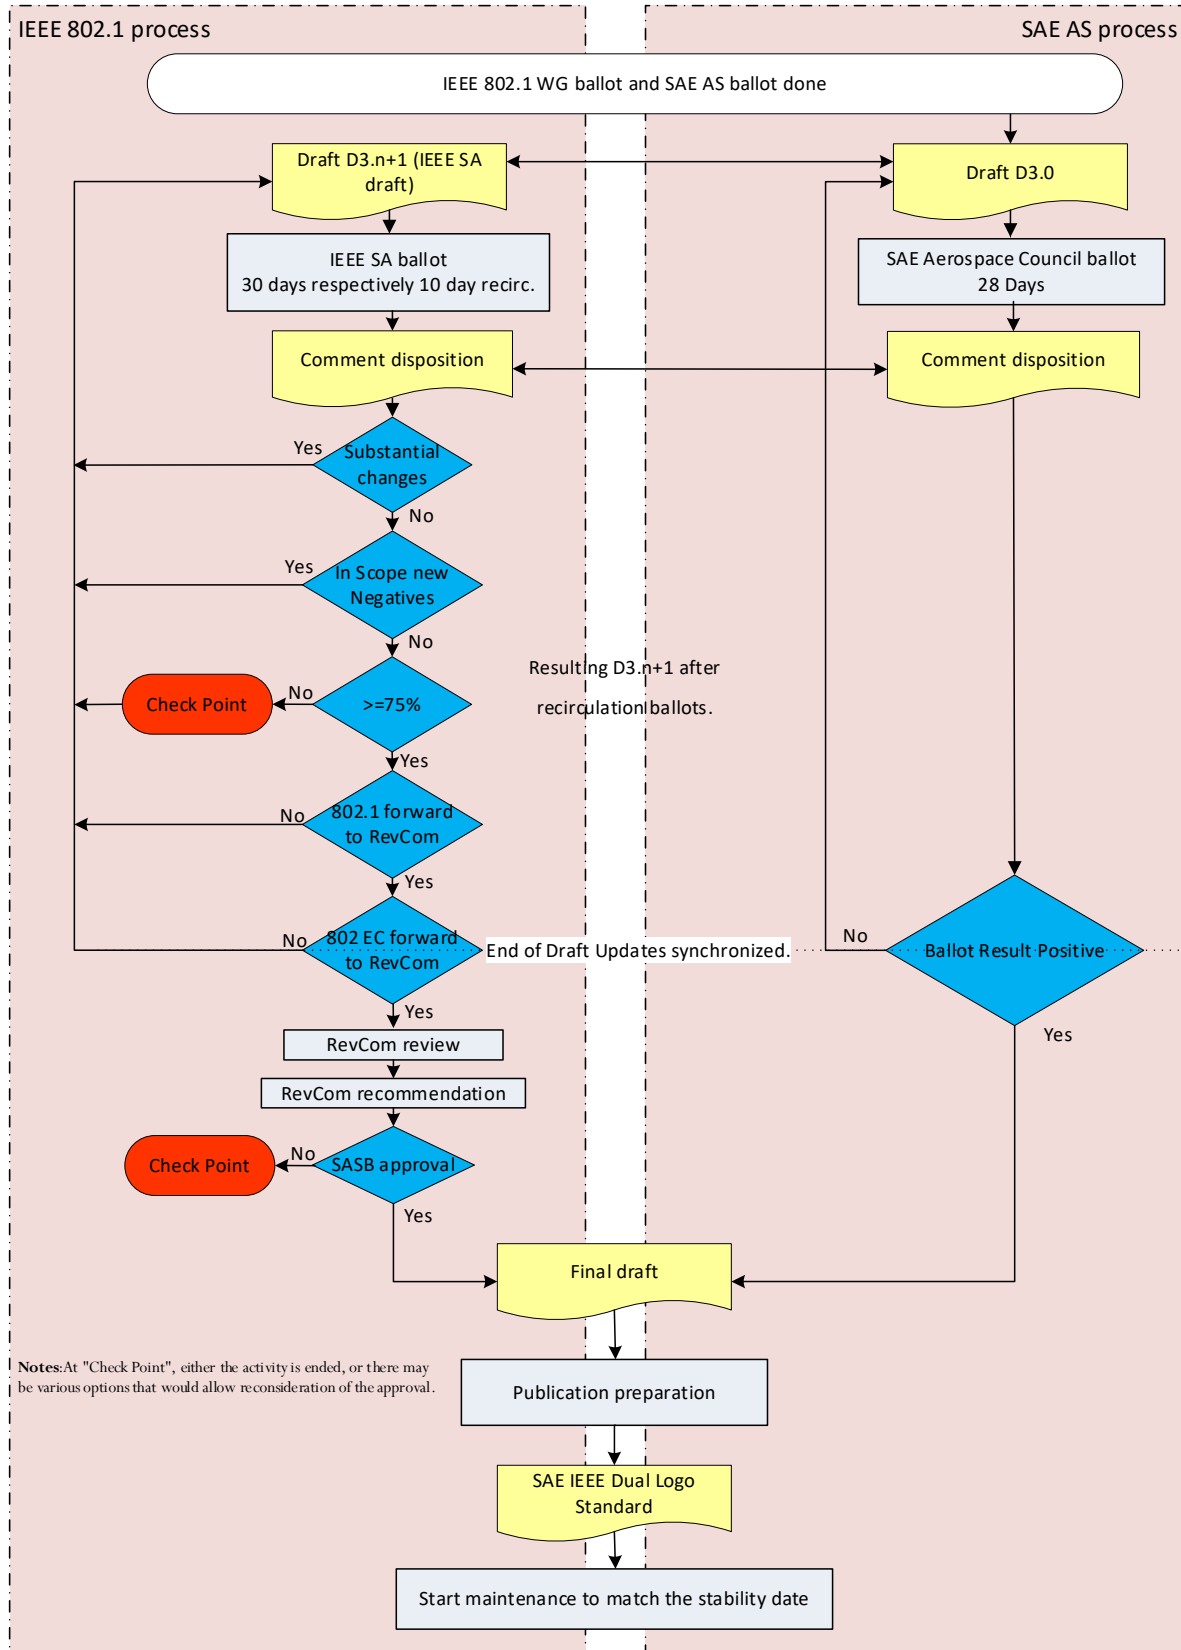 IEEE 802.1 process
SAE AS process
IEEE 802.1 WG ballot and SAE AS ballot done
Draft D3.n+1 (IEEE SA
draft)
Draft D3.0
IEEE SA ballot
30 days respectively 10 day recirc.
SAE Aerospace Council ballot
28 Days
Comment disposition
Comment disposition
Yes
Substantial
changes
No
Yes
In Scope new
Negatives
No
Resulting D3.n+1 after
recirculation ballots.
Check Point
No
>=75%
Yes
No
802.1 forward
to RevCom
Yes
No
802 EC forward
to RevCom
End of Draft Updates synchronized.
No
Ballot Result Positive
Yes
Yes
RevCom review
RevCom recommendation
Check Point
No
SASB approval
Yes
Final draft
Notes:At "Check Point", either the activity is ended, or there may
be various options that would allow reconsideration of the approval.
Publication preparation
SAE IEEE Dual Logo
Standard
Start maintenance to match the stability date